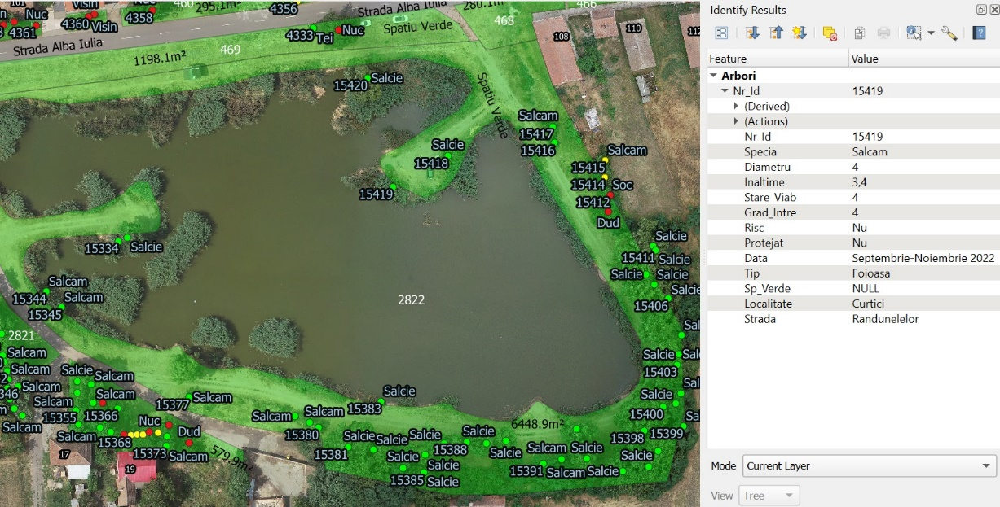 101
Nuc
4361
Visin
4360 Visin
Nuc
4358
460
295.1m²
4356
4333 Tei
Nuc
Strada Alba Iulia
Strada Alba Iulia
Spatiu Verde
280.1m²
468
466
108
110
112
1198.1m²
469
15420 Salcie
Spatiu Verde
Salcam
15417
15416
Salcie
15418
15419
Salcam
15415
15414 Soc
15412
Dud
15334 Salcie
Salcie
15411 Salcie
Salcie Salcie
Salcie
15406
Salcam
15344 Salcam
15345
2822
2821
Salcam
Salcam
Salcam
Salcam
15355
Salcam
Salcie
Salcam
Salcam
15366
Salcam
15368
Nuc
15373
Dud
Salcam
15377 Salcam
17
19
579.9m²
Salcam
Salcam
15380
15381
15383
Salcie
Salcie
Salcie
Salcie
15388
Salcie
Salcie
Salcie
Salcie
15385 Salcie
6448.9m²
Salcam Salcie
15391 Salcam Salcie
Salcie
15403
Salcie
15400
15398 15399
Salcie
Identify Results
Feature Value
Arbori
Nr_Id 15419
(Derived)
(Actions)
Nr_Id 15419
Specia Salcam
Diametru 4
Inaltime 3,4
Stare_Viab 4
Grad_Intre 4
Risc Nu
Protejat Nu
Data Septembrie-Noiembrie 2022
Tip Foioasa
Sp_Verde NULL
Localitate Curtici
Strada Randunelelor
Mode Current Layer
View Tree